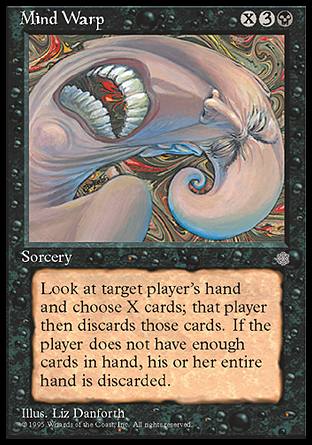 Mind Warp X 3
Sorcery
Look at target player's hand
and choose X cards; that player
then discards those cards. If the
player does not have enough
cards in hand, his or her entire
hand is discarded.
Illus. Liz Danforth
© 1995 Wizards of the Coast, Inc. All rights reserved.